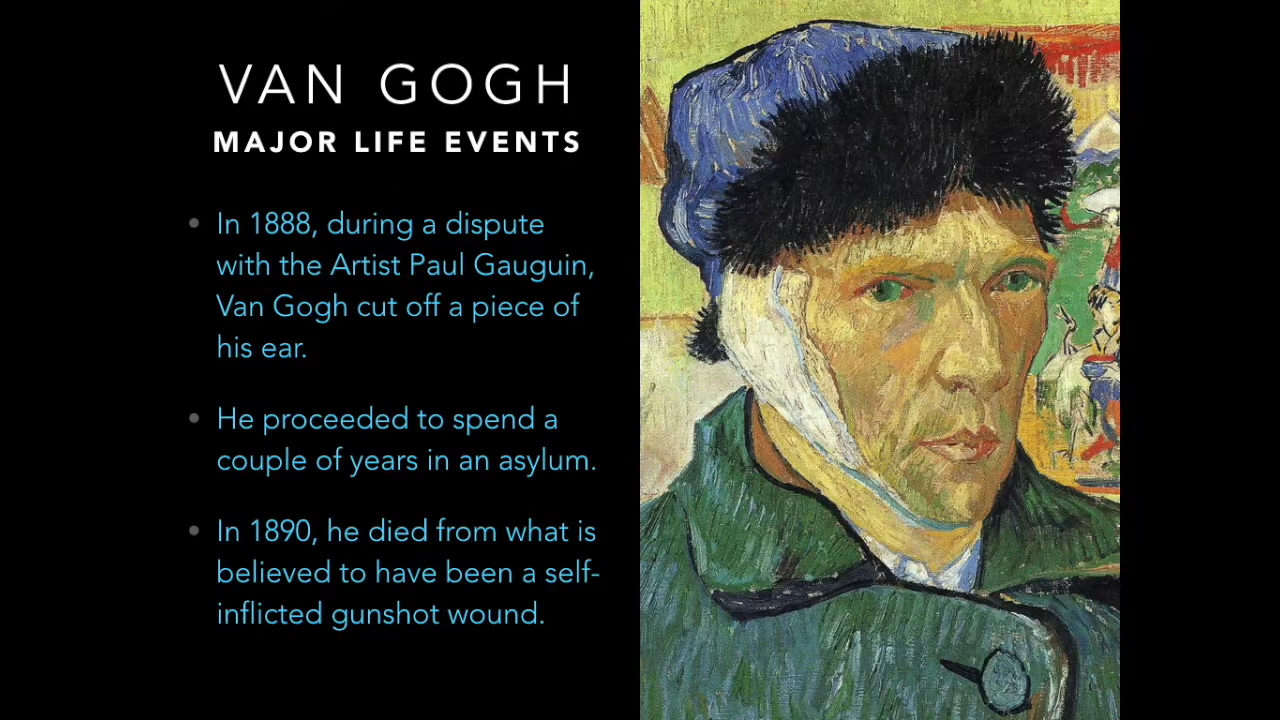 VAN GOGH
MAJOR LIFE EVENTS
• In 1888, during a dispute
with the Artist Paul Gauguin,
Van Gogh cut off a piece of
his ear.
• He proceeded to spend a
couple of years in an asylum.
• In 1890, he died from what is
believed to have been a self-
inflicted gunshot wound.